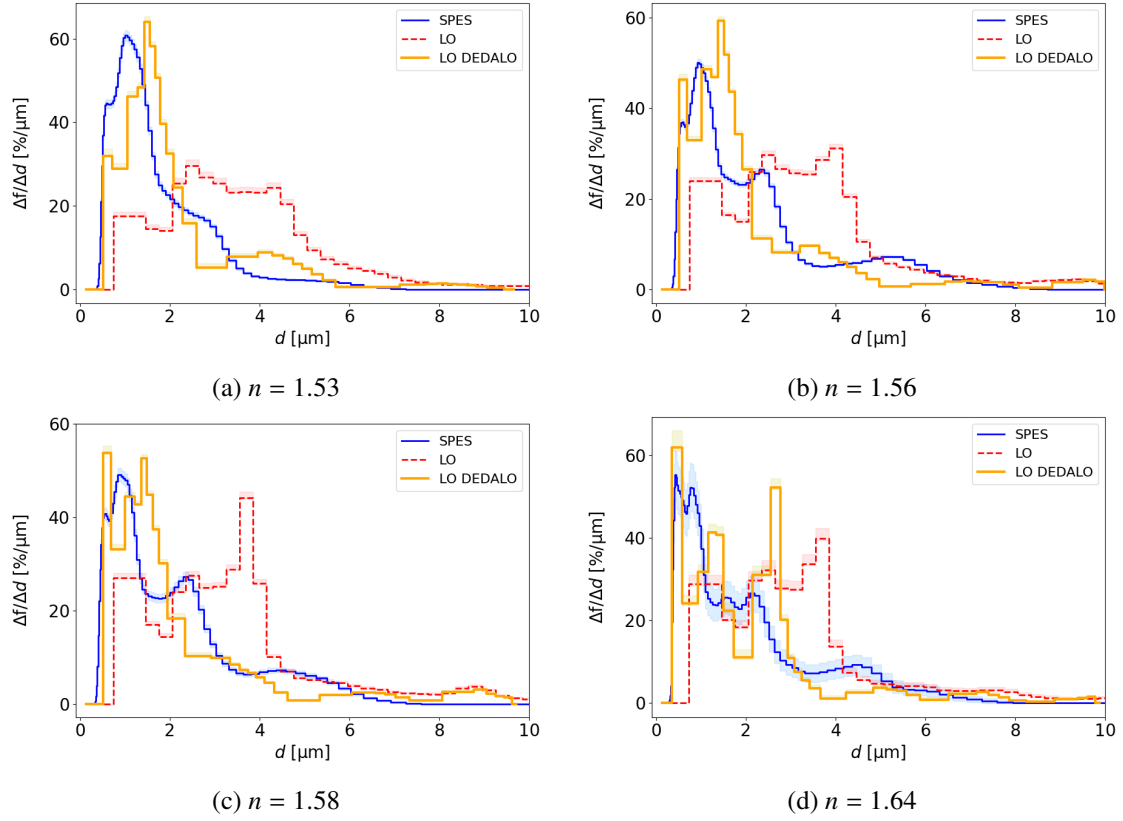 60
40
20
0
Δf/Δd [%/μm]
0 2 4 6 8 10
d [μm]
SPES
LO
LO DEDALO
(a) n = 1.53
60
40
20
0
Δf/Δd [%/μm]
0 2 4 6 8 10
d [μm]
SPES
LO
LO DEDALO
(b) n = 1.56
60
40
20
0
Δf/Δd [%/μm]
0 2 4 6 8 10
d [μm]
SPES
LO
LO DEDALO
(c) n = 1.58
60
40
20
0
Δf/Δd [%/μm]
0 2 4 6 8 10
d [μm]
SPES
LO
LO DEDALO
(d) n = 1.64